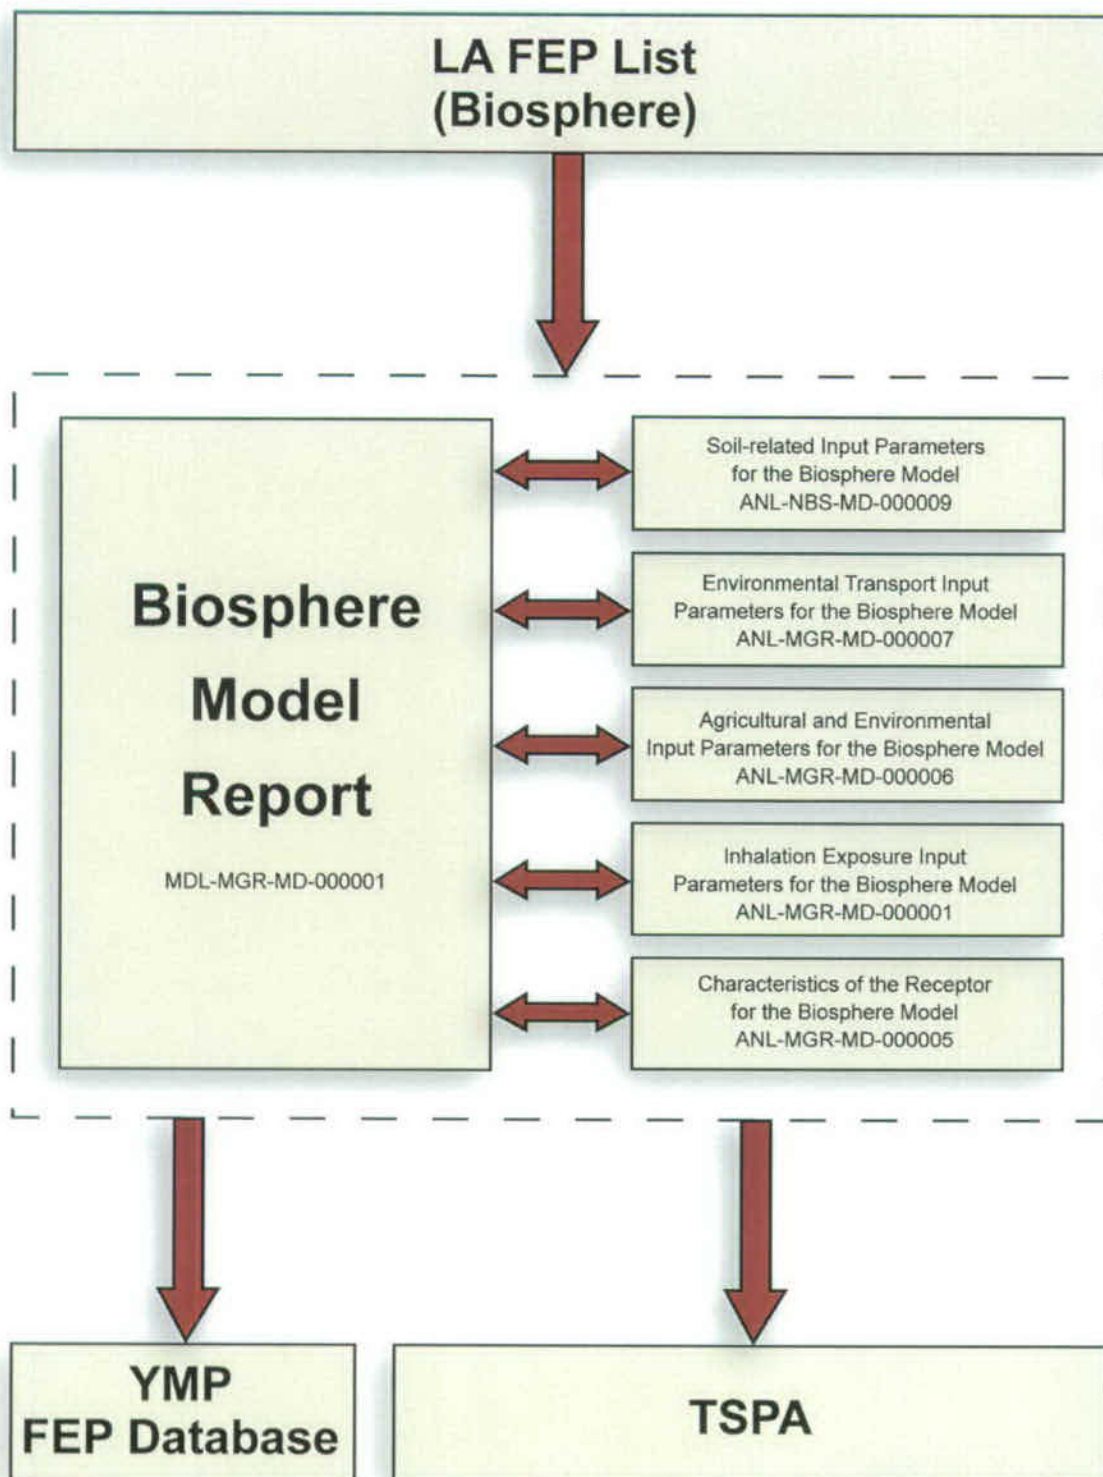 LA FEP List
(Biosphere)
Biosphere
Model
Report
MDL-MGR-MD-000001
Soil-related Input Parameters
for the Biosphere Model
ANL-NBS-MD-000009
Environmental Transport Input
Parameters for the Biosphere Model
ANL-MGR-MD-000007
Agricultural and Environmental
Input Parameters for the Biosphere Model
ANL-MGR-MD-000006
Inhalation Exposure Input
Parameters for the Biosphere Model
ANL-MGR-MD-000001
Characteristics of the Receptor
for the Biosphere Model
ANL-MGR-MD-000005
YMP
FEP Database
TSPA